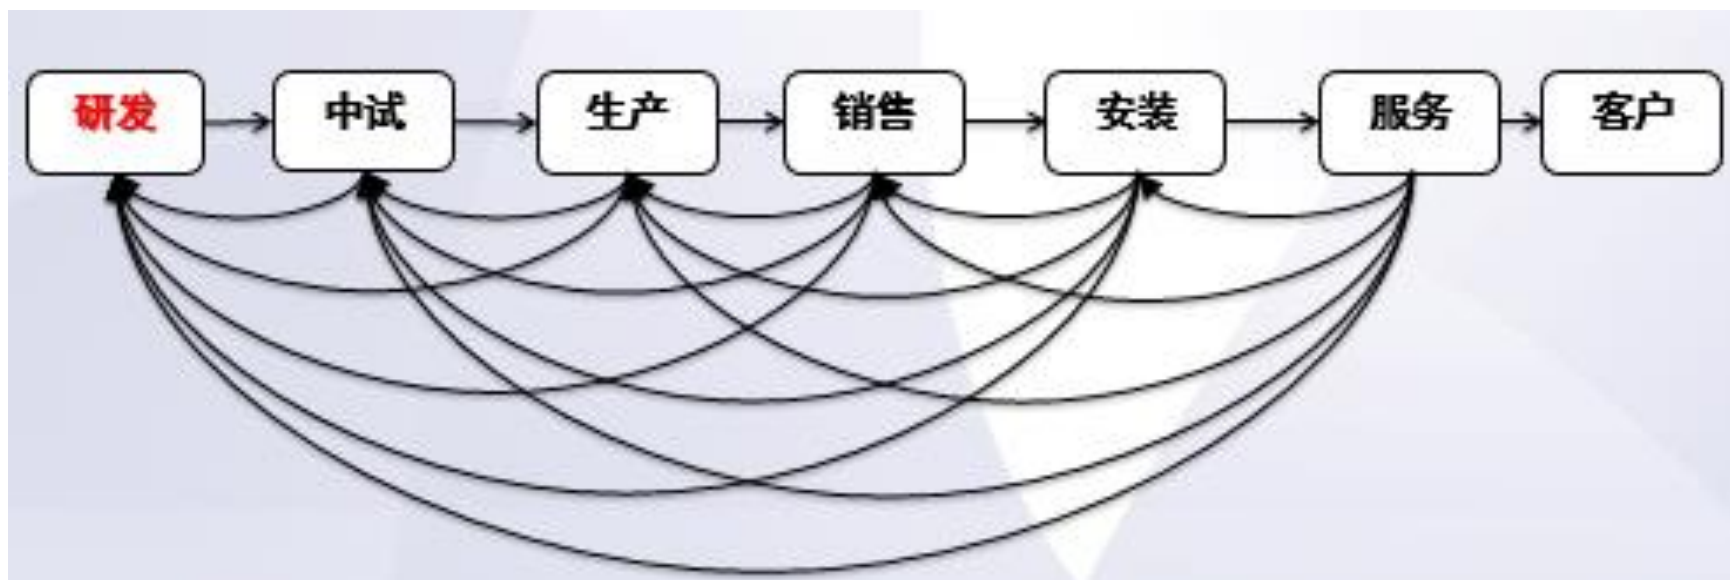 研发 中试 生产 销售 安装 服务 客户